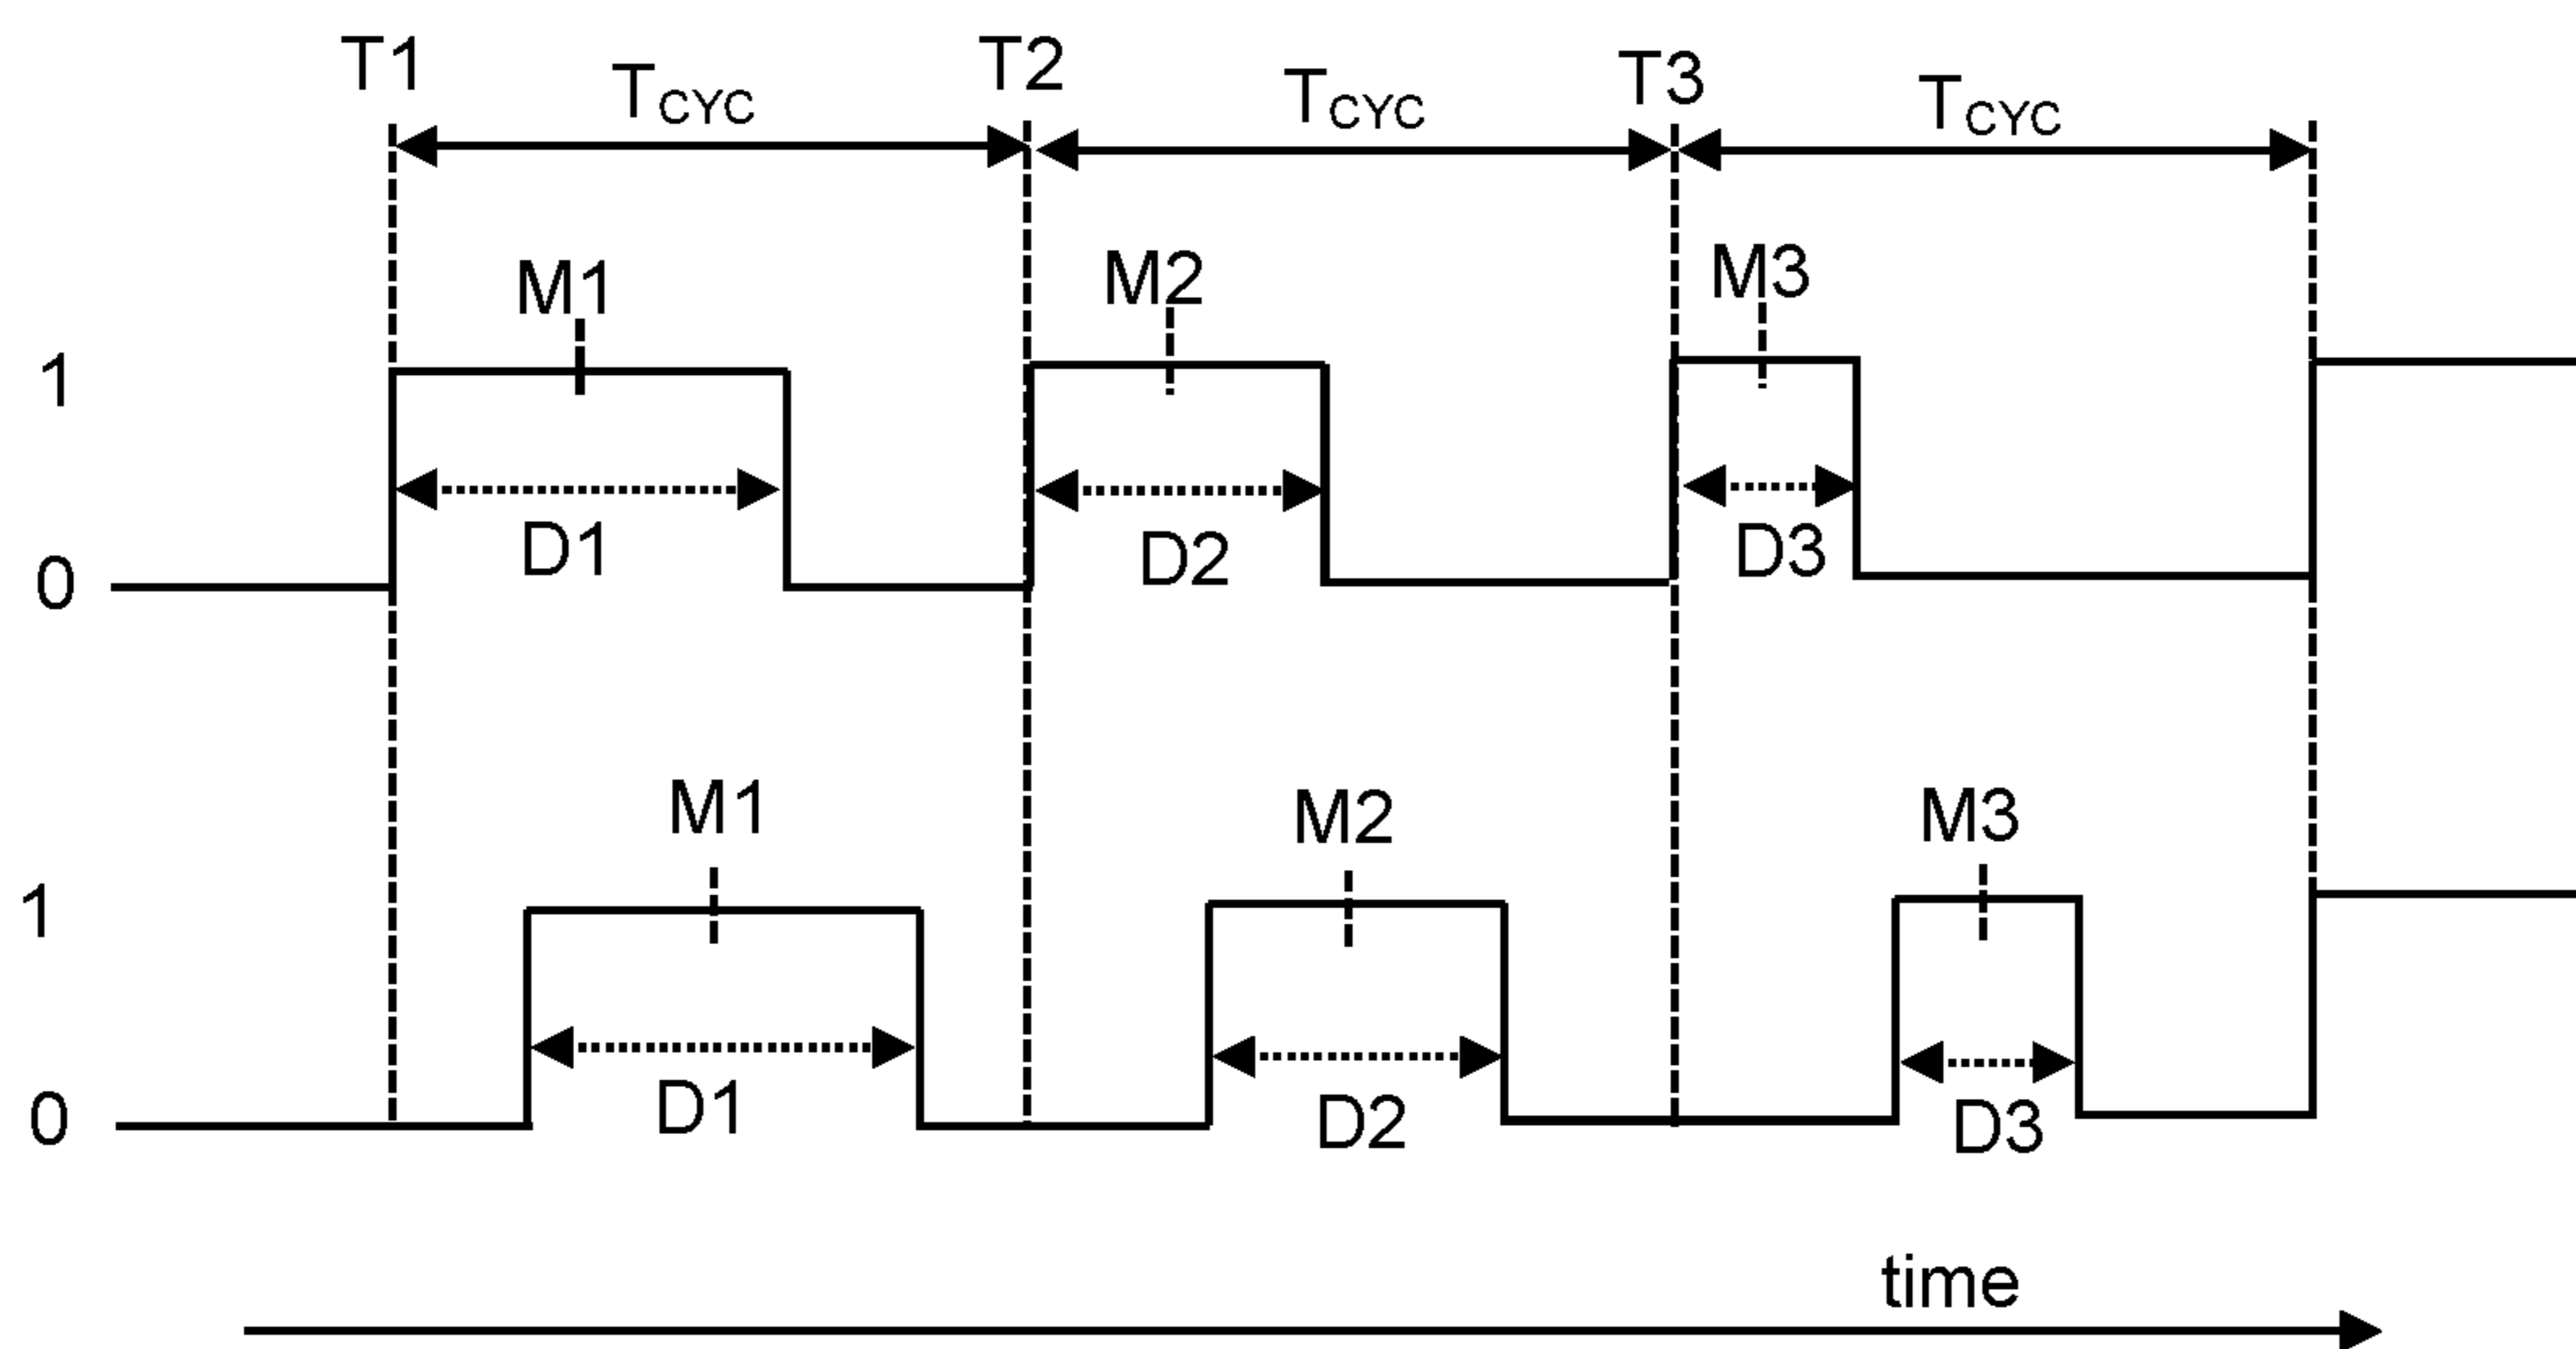 T1 T2 T3
TCYC TCYC TCYC
M1 M2 M3
1
D1 D2 D3
0
M1 M2 M3
1
D1 D2 D3
0
time